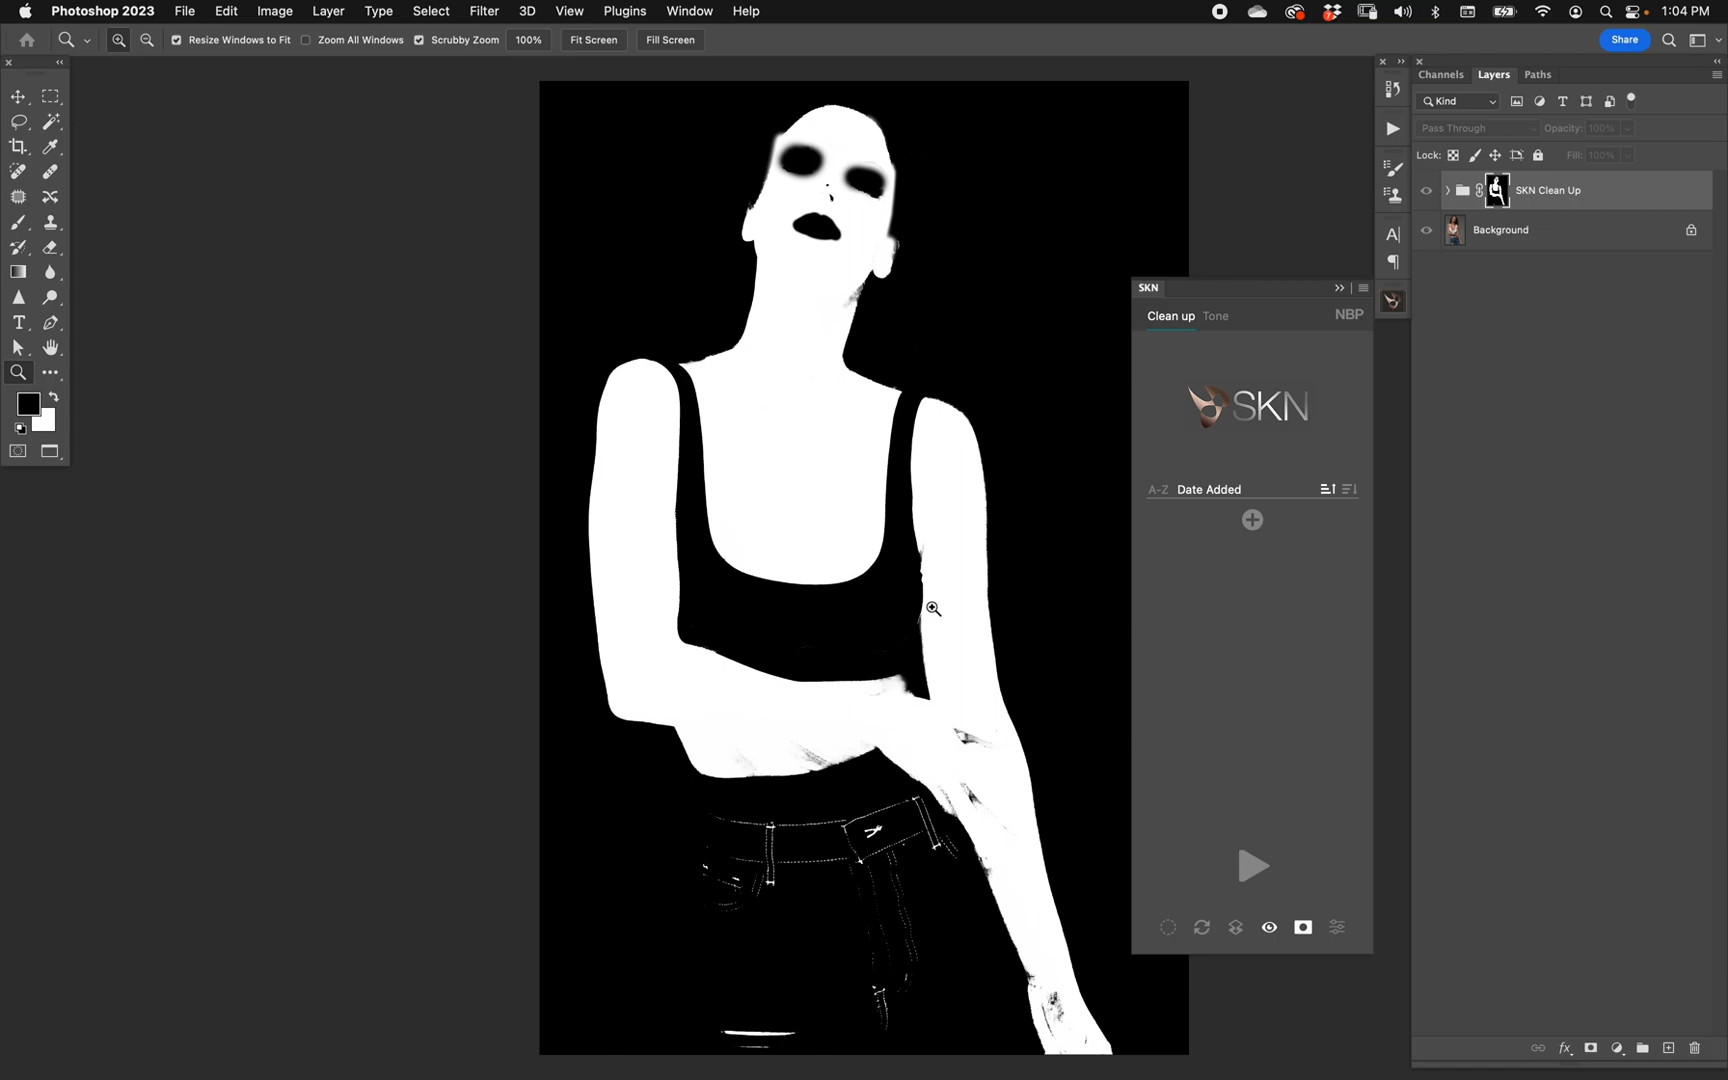 Photoshop 2023 File Edit Image Layer Type Select Filter 3D View Plugins Window Help 7 1:04 PM
Resize Windows to Fit Zoom All Windows Scrubby Zoom 100% Fit Screen Fill Screen Share
Channels Layers Paths
Kind
Pass Through Opacity: 100%
Lock: Fill: 100%
SKN Clean Up
Background
SKN
Clean up Tone NBP
SKN
A-Z Date Added
fx